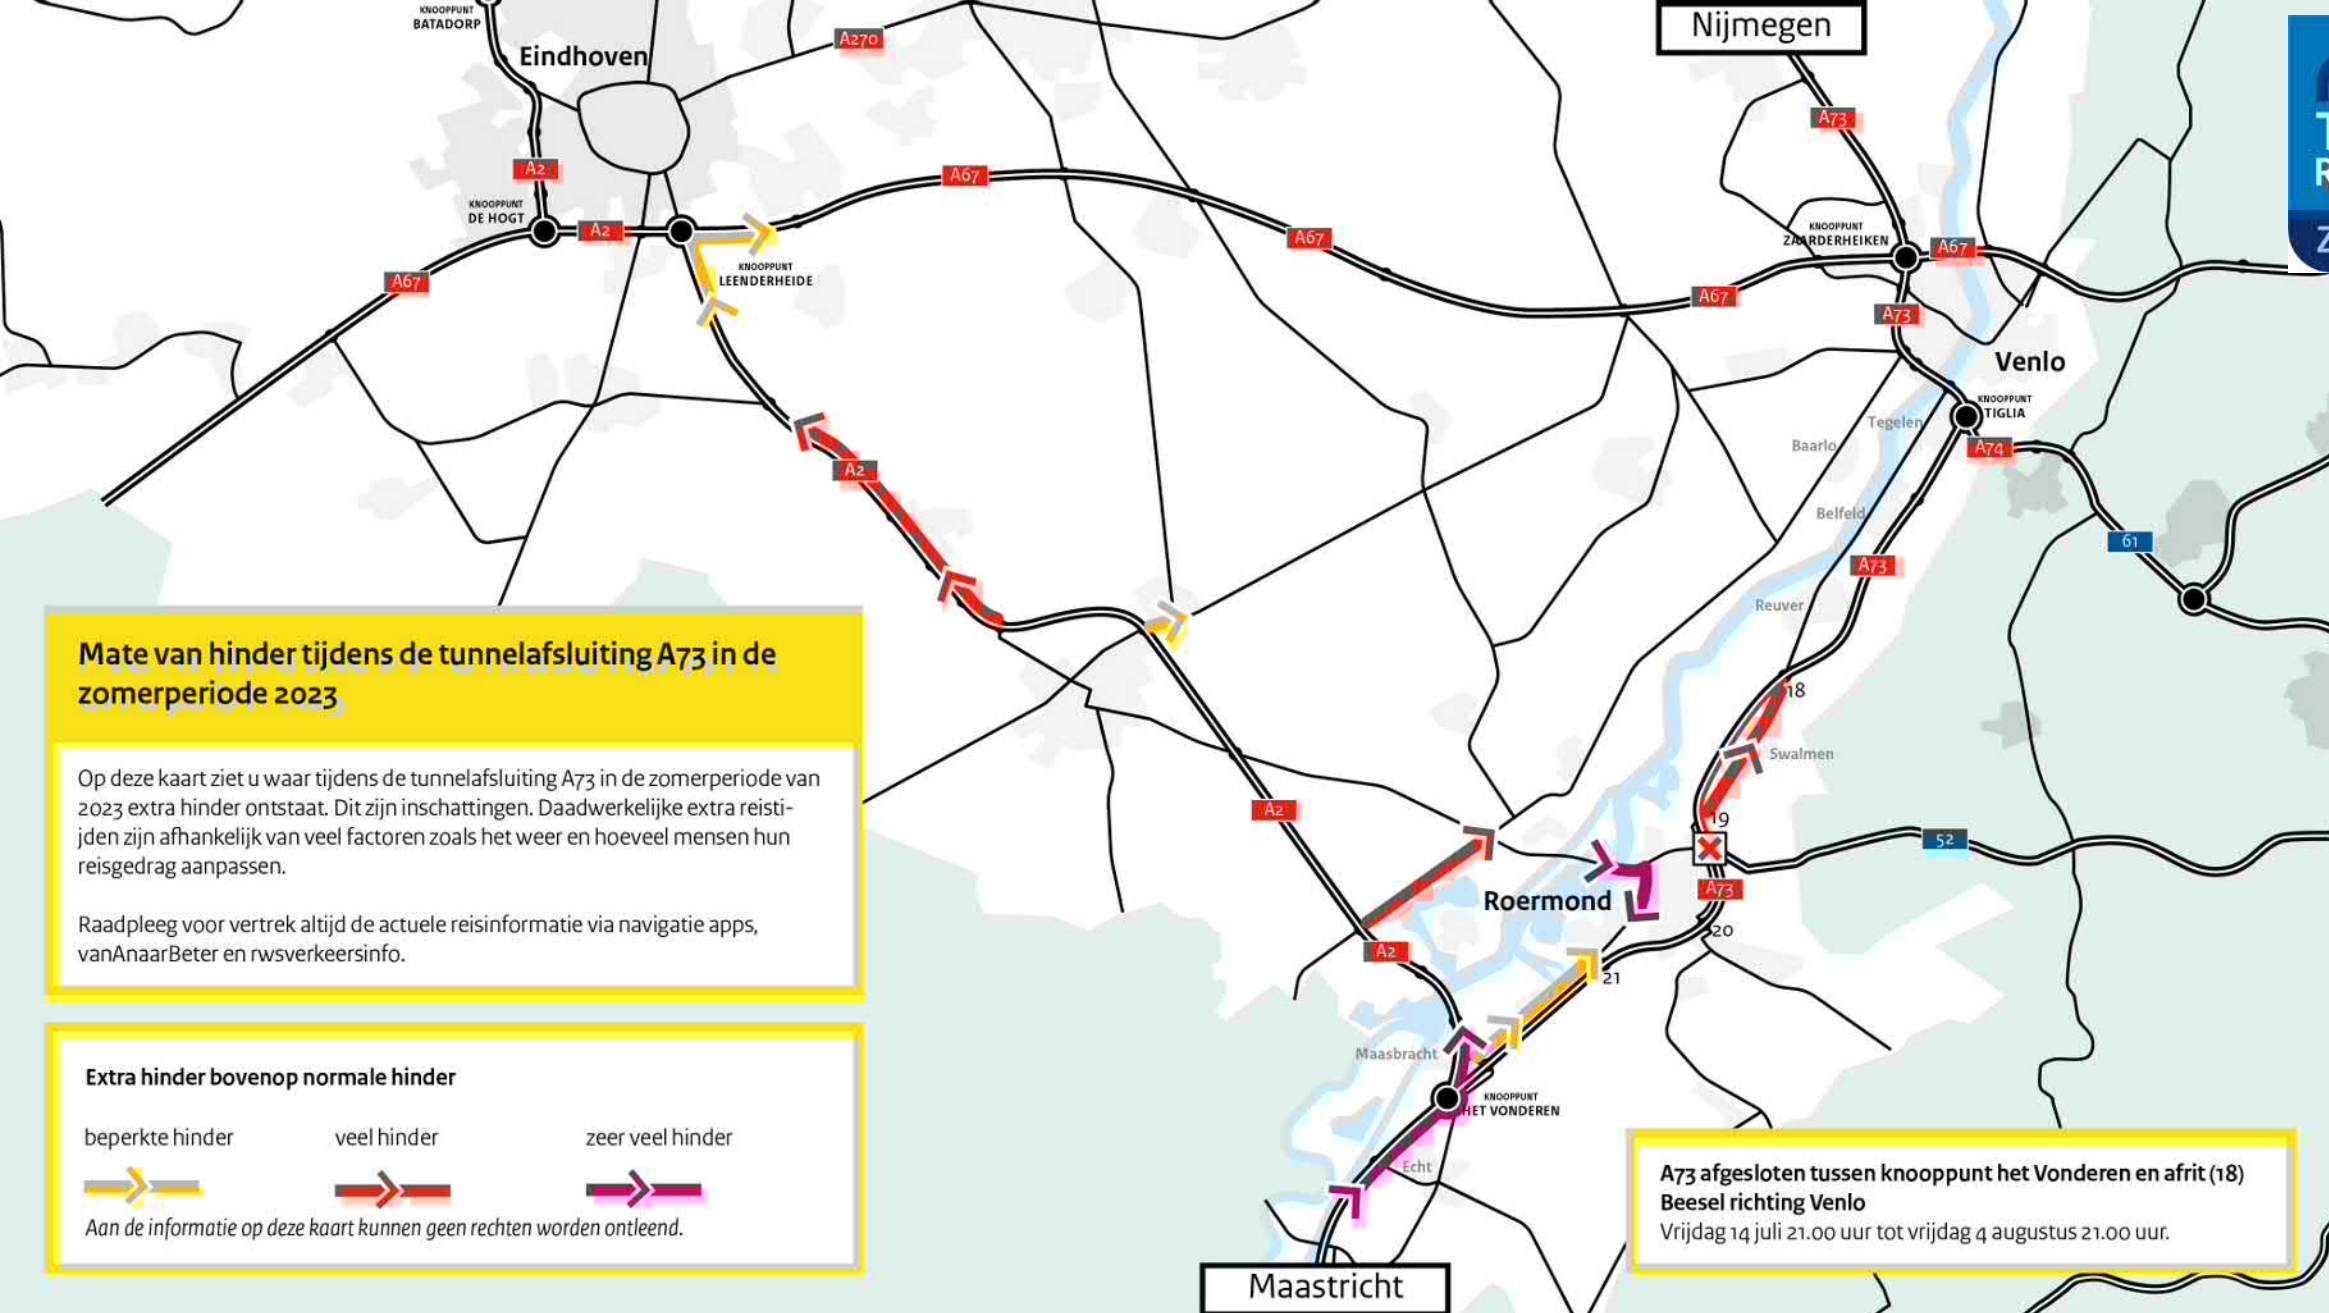 KNOOPPUNT
BATADORP
Eindhoven
A270
Nijmegen
A73
A2
A67
KNOOPPUNT
DE HOGT
A2
A67
KNOOPPUNT
ZAARDERHEIKEN
A67
A67
KNOOPPUNT
LEENDERHEIDE
A67
A73
Venlo
KNOOPPUNT
TIGLIA
Tegelen
Baarlo
A74
A2
Belfeld
61
A73
Reuver
Mate van hinder tijdens de tunnelafsluiting A73 in de
zomerperiode 2023
18
Swalmen
Op deze kaart ziet u waar tijdens de tunnelafsluiting A73 in de zomerperiode van
2023 extra hinder ontstaat. Dit zijn inschattingen. Daadwerkelijke extra reisti-
jden zijn afhankelijk van veel factoren zoals het weer en hoeveel mensen hun
reisgedrag aanpassen.
Raadpleeg voor vertrek altijd de actuele reisinformatie via navigatie apps,
vanAnaarBeter en rwsverkeersinfo.
A2
19
52
A73
Roermond
20
A2
21
Maasbracht
KNOOPPUNT
HET VONDEREN
Echt
Extra hinder bovenop normale hinder
beperkte hinder
veel hinder
zeer veel hinder
Aan de informatie op deze kaart kunnen geen rechten worden ontleend.
A73 afgesloten tussen knooppunt het Vonderen en afrit (18)
Beesel richting Venlo
Vrijdag 14 juli 21.00 uur tot vrijdag 4 augustus 21.00 uur.
Maastricht